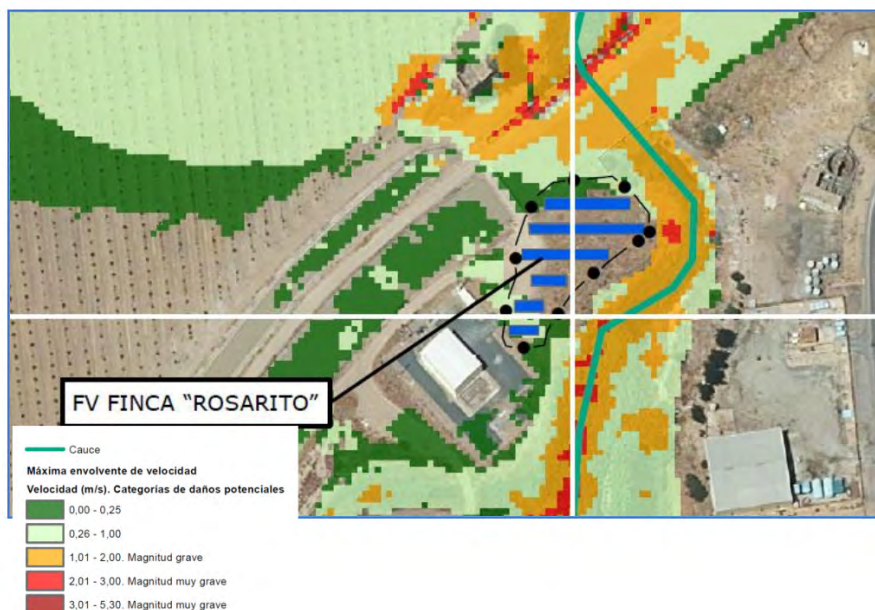 FV FINCA “ROSARITO”
Cauce
Máxima envolvente de velocidad
Velocidad (m/s). Categorias de daños potenciales
0,00 - 0,25
0,26 - 1,00
1,01 - 2,00. Magnitud grave
2,01 - 3,00. Magnitud muy grave
3,01 - 5,30. Magnitud muy grave